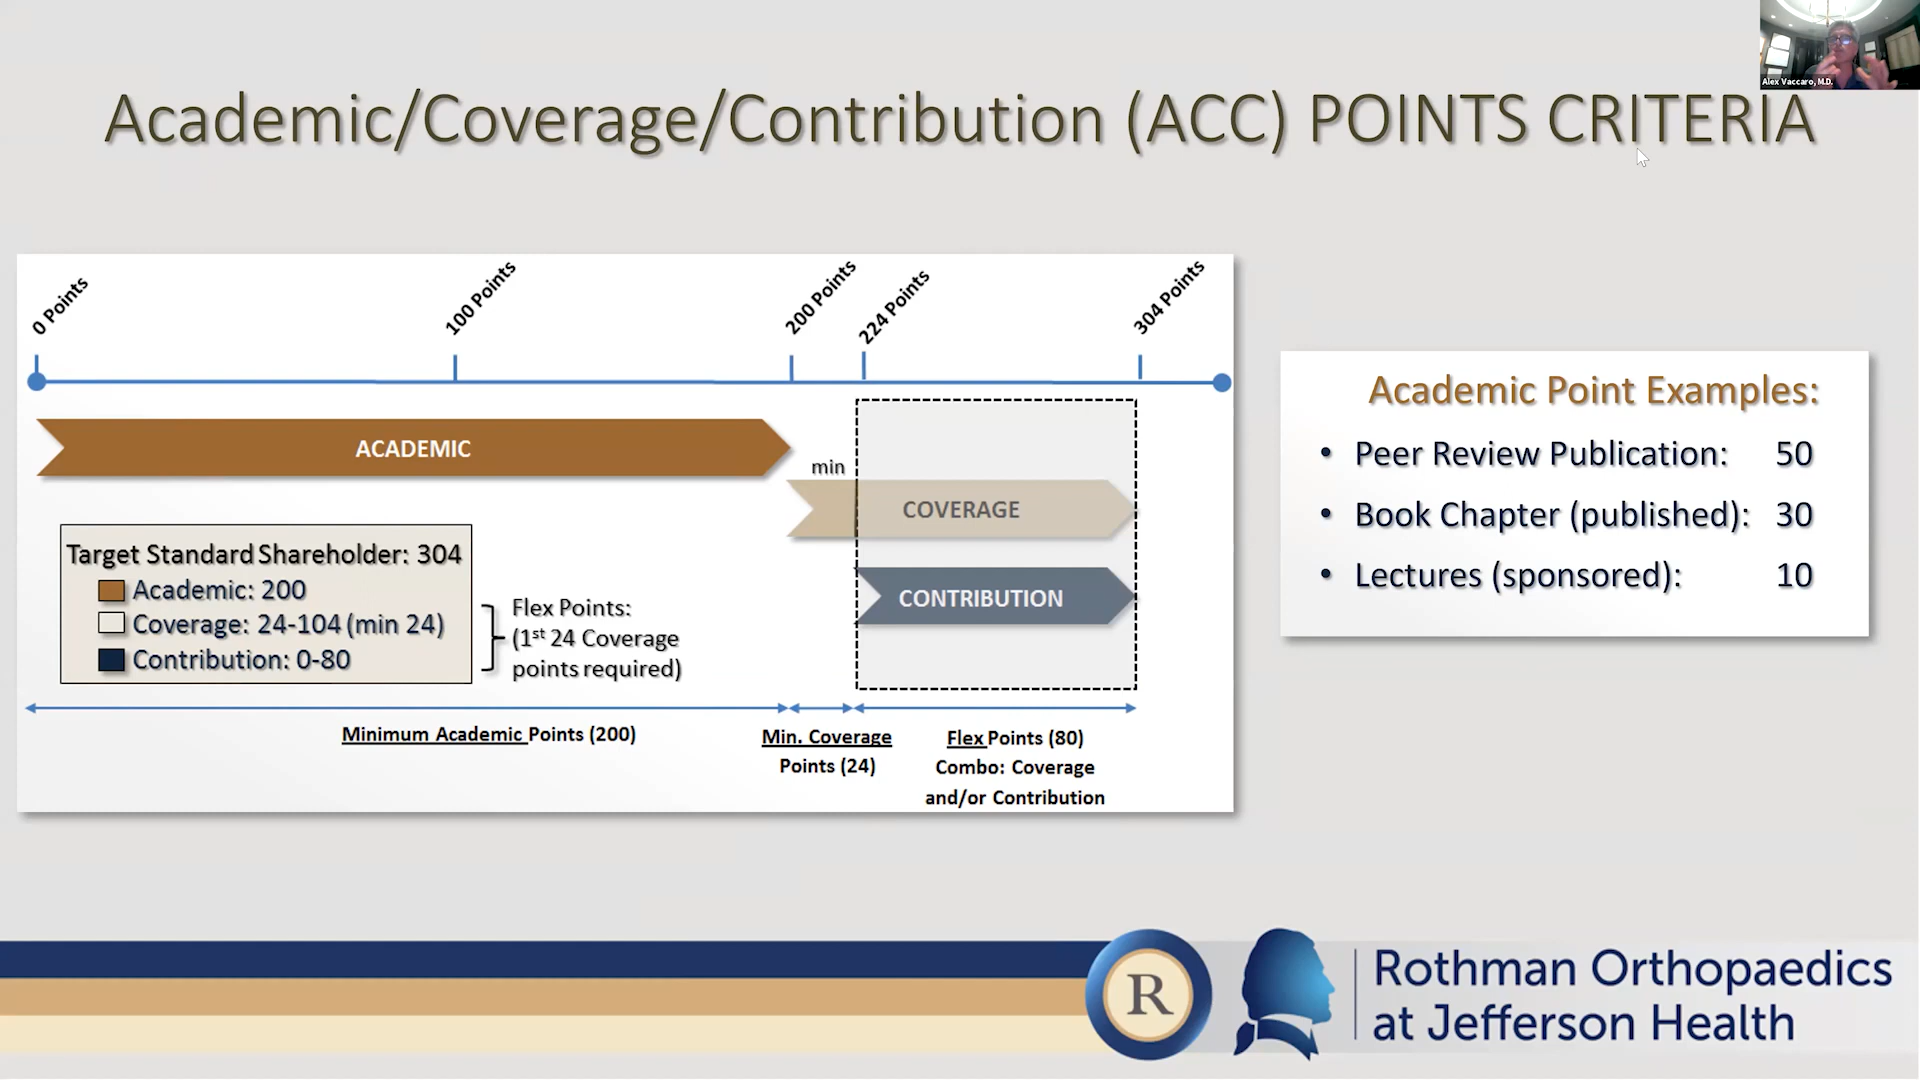 Alex Vaccaro, M.D.
Academic/Coverage/Contribution (ACC) POINTS CRITERIA
0 Points
100 Points
200 Points
224 Points
304 Points
ACADEMIC
min
COVERAGE
CONTRIBUTION
Target Standard Shareholder: 304
Academic: 200
Coverage: 24-104 (min 24)
Contribution: 0-80
Flex Points:
(1st 24 Coverage
points required)
Minimum Academic Points (200)
Min. Coverage
Points (24)
Flex Points (80)
Combo: Coverage
and/or Contribution
Academic Point Examples:
• Peer Review Publication: 50
• Book Chapter (published): 30
• Lectures (sponsored): 10
R
Rothman Orthopaedics
at Jefferson Health